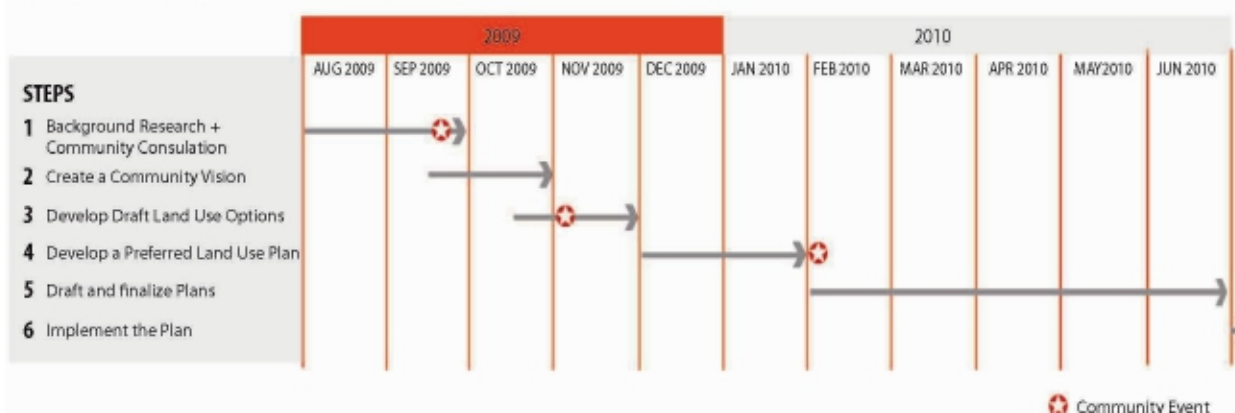 2009
2010
AUG 2009 SEP 2009 OCT 2009 NOV 2009 DEC 2009 JAN 2010 FEB 2010 MAR 2010 APR 2010 MAY2010 JUN 2010
STEPS
1 Background Research +
Community Consulation
2 Create a Community Vision
3 Develop Draft Land Use Options
4 Develop a Preferred Land Use Plan
5 Draft and finalize Plans
6 Implement the Plan
Community Event